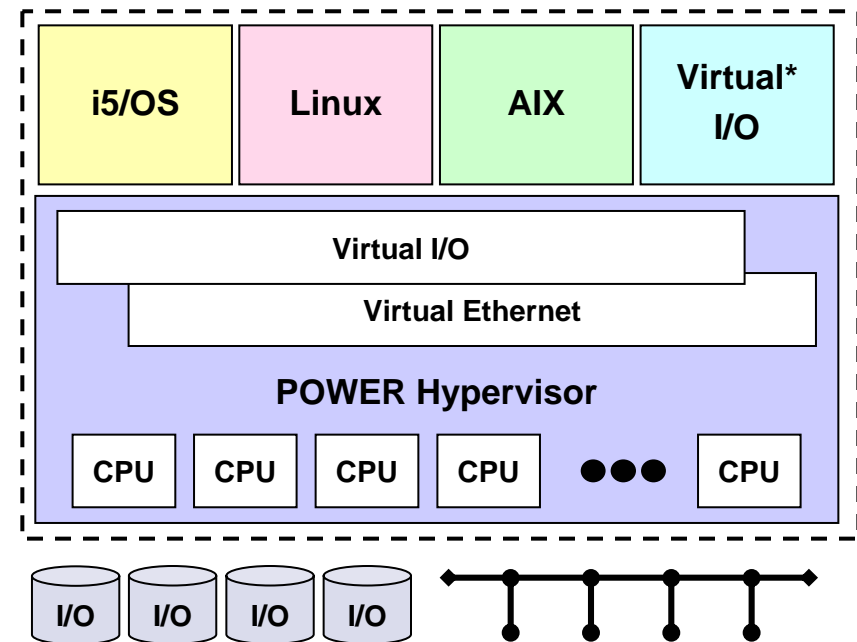 i5/OS
Linux
AIX
Virtual*
I/O
Virtual I/O
Virtual Ethernet
POWER Hypervisor
CPU CPU CPU CPU CPU
I/O I/O I/O I/O